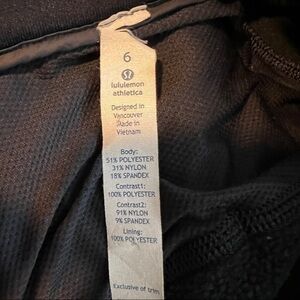 6
lululemon
athletica
Designed in
Vancouver
Made in
Vietnam
Body:
51% POLYESTER
31% NYLON
18% SPANDEX
Contrast1:
100% POLYESTER
Contrast2:
91% NYLON
9% SPANDEX
Lining:
100% POLYESTER
Exclusive of trim